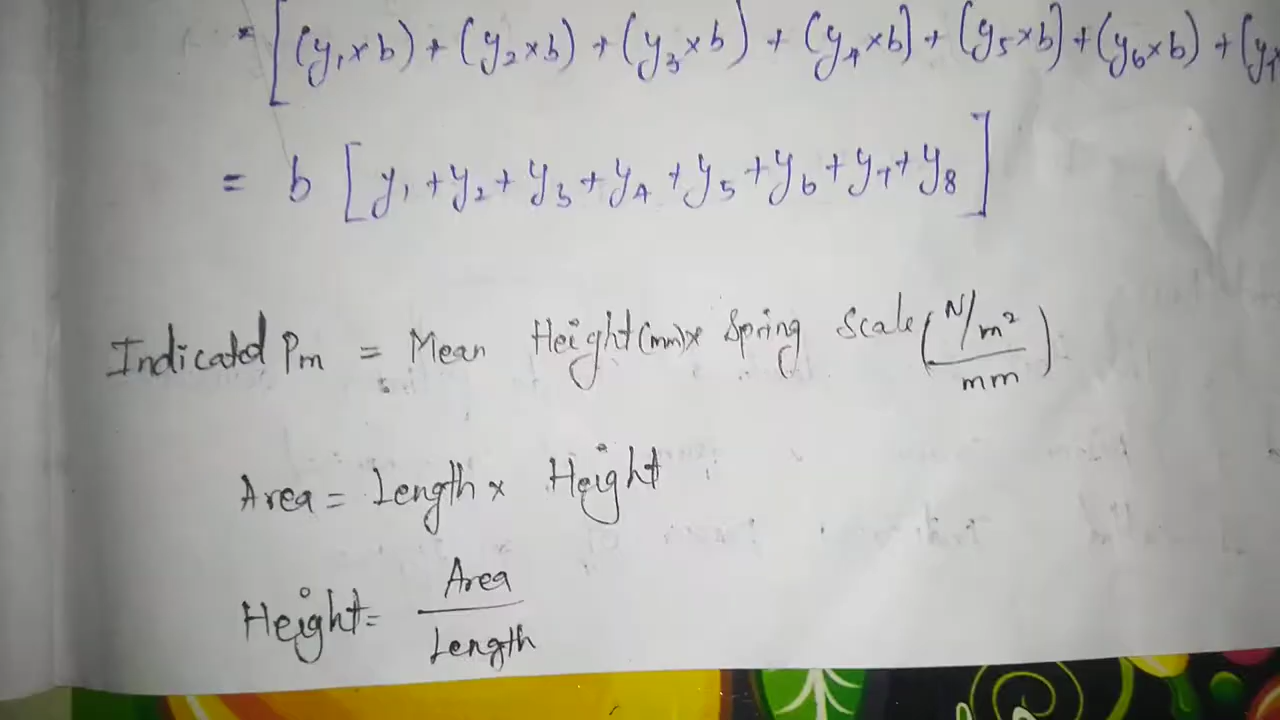 = [(y₁×b) + (y₂×b) + (y₃×b) + (y₄×b] + (y₅×b] + (y₆×b) + (y₇
= b [y₁ + y₂ + y₃ + y₄ + y₅ + y₆ + y₇ + y₈]
Indicated Pm = Mean Height(mm)× Spring Scale (N/m² / mm)
Area = Length × Height
Height = Area / Length